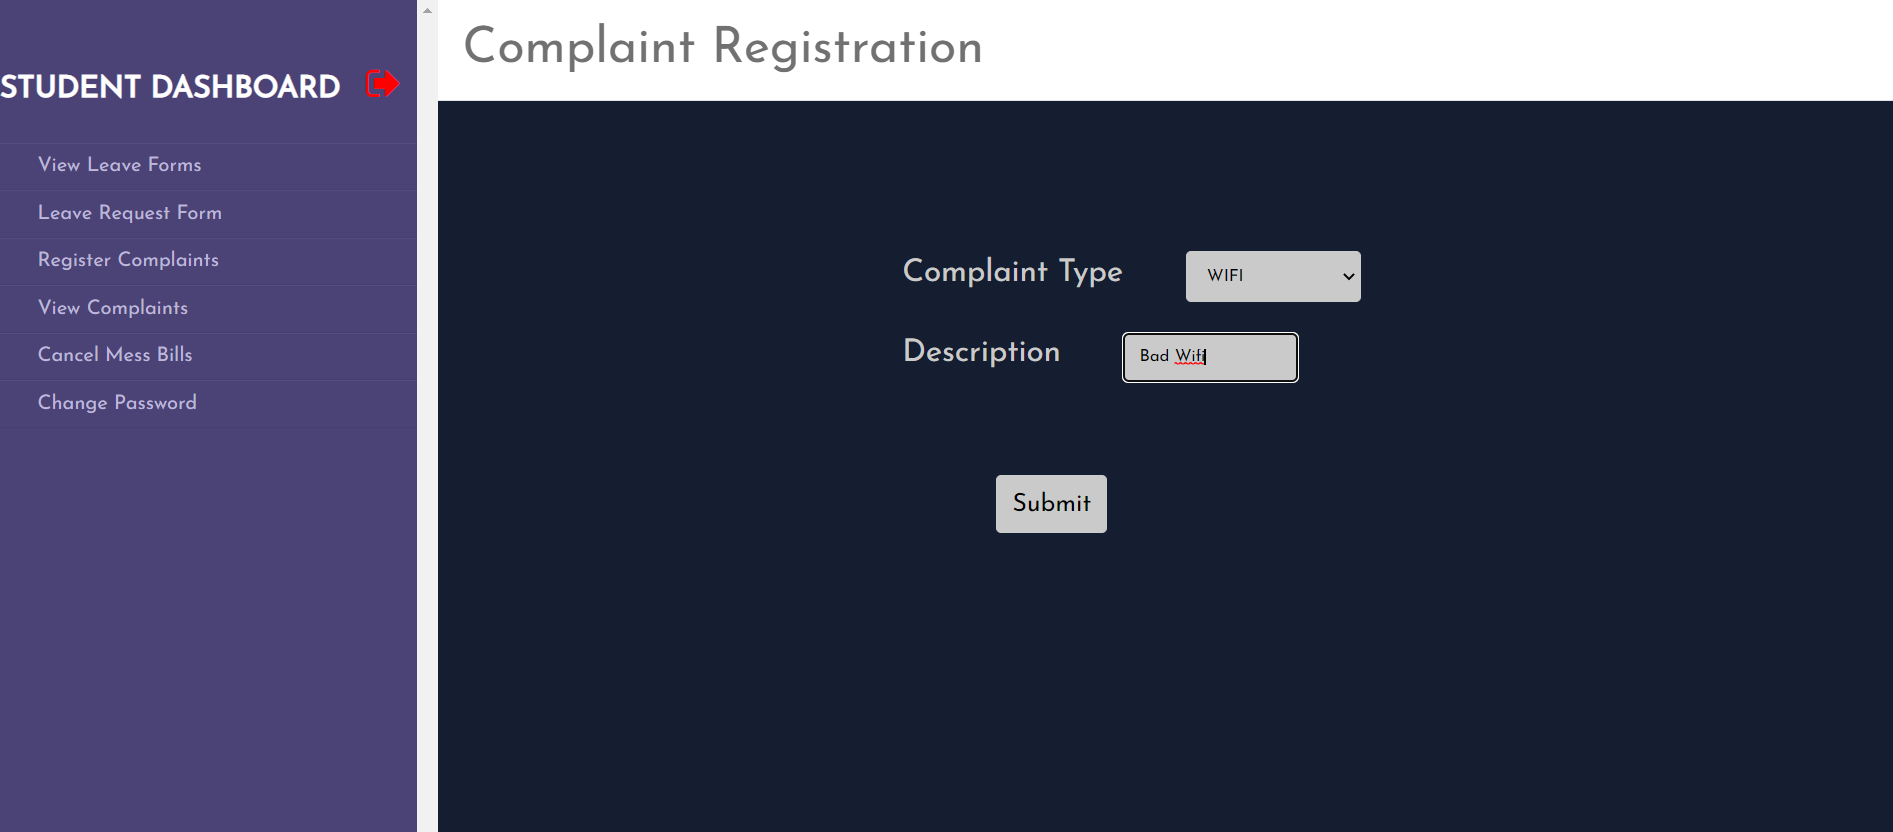 STUDENT DASHBOARD
View Leave Forms
Leave Request Form
Register Complaints
View Complaints
Cancel Mess Bills
Change Password
Complaint Registration
Complaint Type WIFI
Description Bad Wifi
Submit